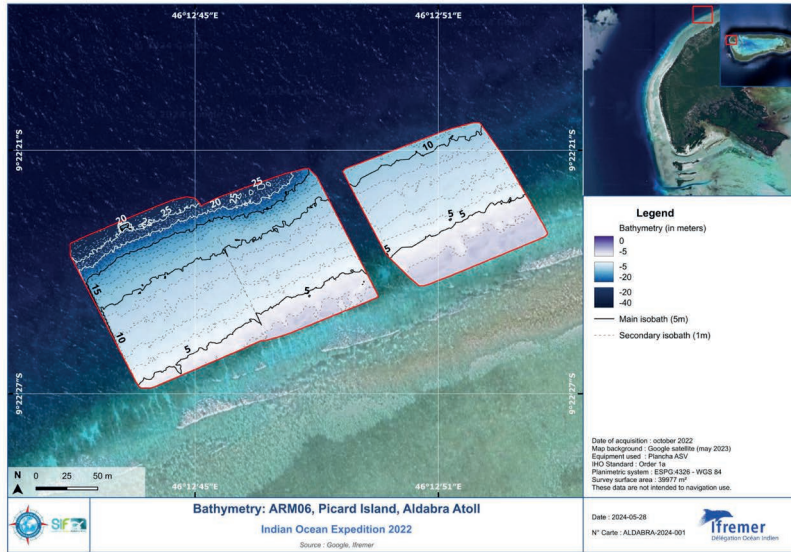 46°12'45"E
46°12'51"E
9°22'21"S
9°22'21"S
10
5
5
5
25
25
20
20
25
25
20
15
10
5
5
9°22'27"S
9°22'27"S
N
0 25 50 m
46°12'45"E
46°12'51"E
Legend
Bathymetry (in meters)
0
-5
-5
-20
-20
-40
Main isobath (5m)
Secondary isobath (1m)
Date of acquisition : october 2022
Map background : Google satellite (may 2023)
Equipment used : Plancha ASV
IHO Standard : Order 1a
Planimetric system : ESPG:4326 - WGS 84
Survey surface area : 39977 m²
These data are not intended to navigation use.
SIF
Bathymetry: ARM06, Picard Island, Aldabra Atoll
Indian Ocean Expedition 2022
Source : Google, Ifremer
Date : 2024-05-28
N° Carte : ALDABRA-2024-001
Ifremer
Délégation Océan Indien